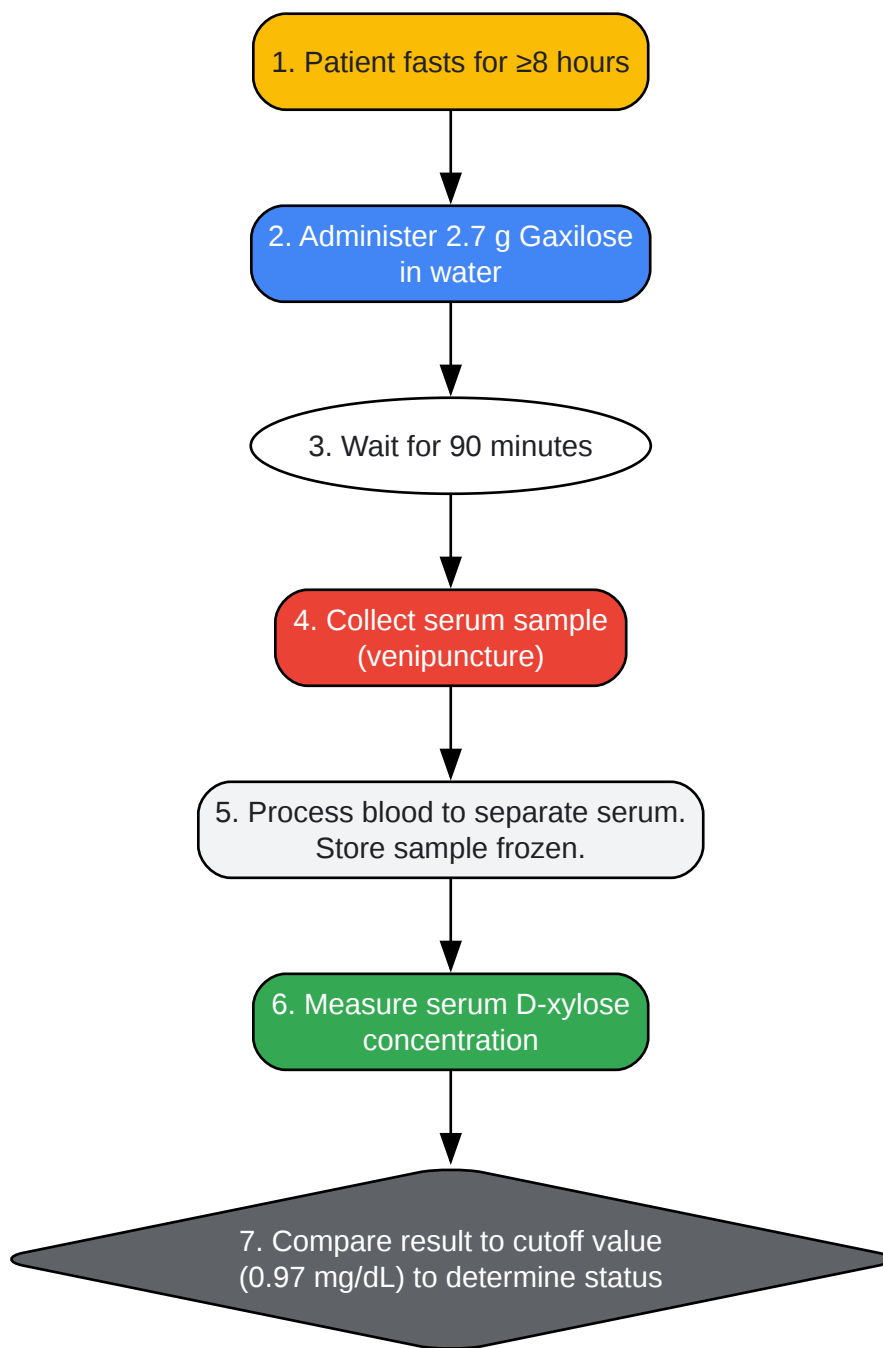 1. Patient fasts for ≥8 hours
2. Administer 2.7 g Gaxilose
in water
3. Wait for 90 minutes
4. Collect serum sample
(venipuncture)
5. Process blood to separate serum.
Store sample frozen.
6. Measure serum D-xylose
concentration
7. Compare result to cutoff value
(0.97 mg/dL) to determine status